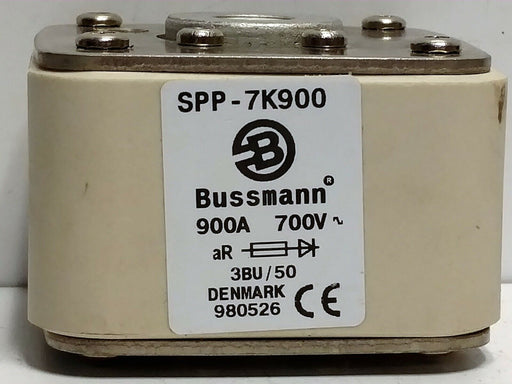 SPP-7K900
B
Bussmann®
900A 700V~
aR
3BU/50
DENMARK
980526 CE